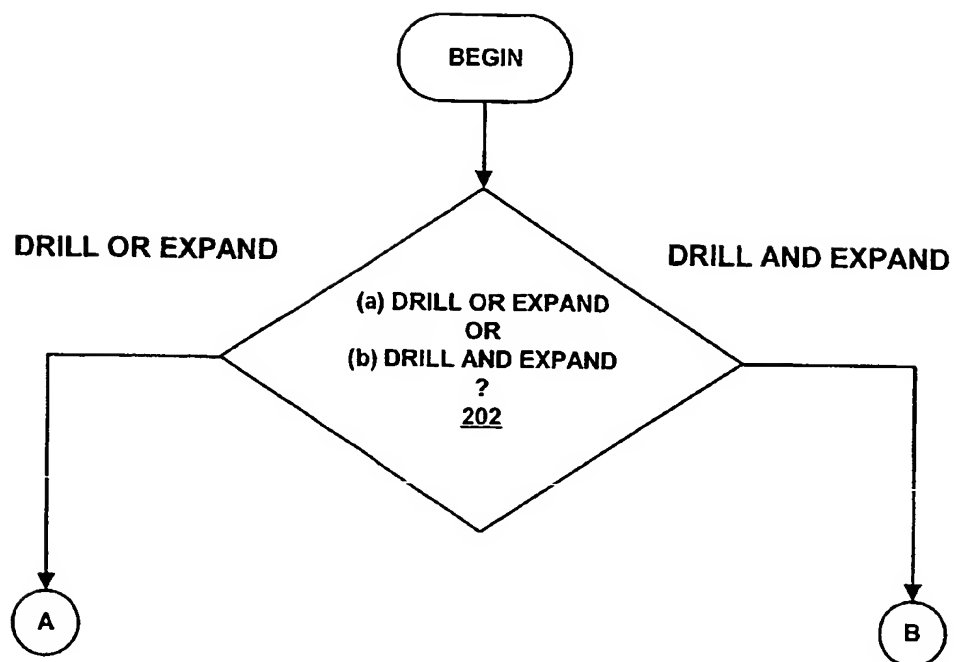 BEGIN
DRILL OR EXPAND
DRILL AND EXPAND
(a) DRILL OR EXPAND
OR
(b) DRILL AND EXPAND
?
202
A
B